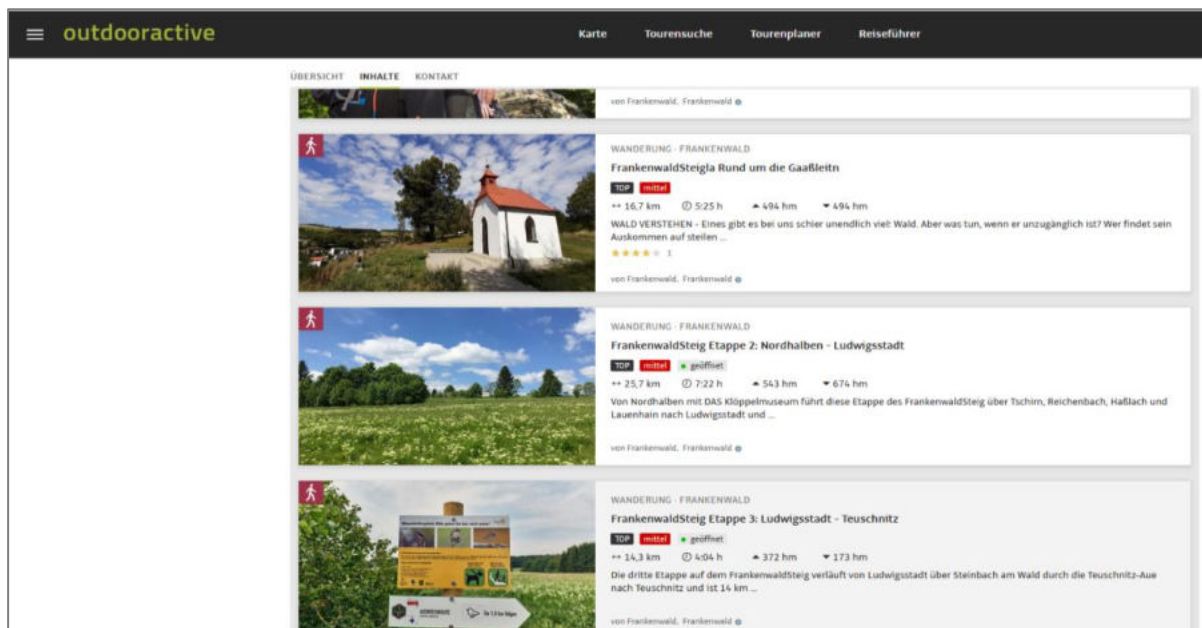 outdooractive
Karte Tourensuche Tourenplaner Reiseführer
ÜBERSICHT INHALTE KONTAKT
von Frankenwald, Frankenwald
WANDERUNG · FRANKENWALD
FrankenwaldSteigla Rund um die Gaaßleitn
TOP mittel
16,7 km 5:25 h 494 hm 494 hm
WALD VERSTEHEN - Eines gibt es bei uns schier unendlich viel: Wald. Aber was tun, wenn er unzugänglich ist? Wer findet sein
Auskommen auf steilen ...
von Frankenwald, Frankenwald
WANDERUNG · FRANKENWALD
FrankenwaldSteig Etappe 2: Nordhalben - Ludwigsstadt
TOP mittel geöffnet
25,7 km 7:22 h 543 hm 674 hm
Von Nordhalben mit DAS Klöppelmuseum führt diese Etappe des FrankenwaldSteig über Tschirn, Reichenbach, Haßlach und
Lauenhain nach Ludwigsstadt und ...
von Frankenwald, Frankenwald
WANDERUNG · FRANKENWALD
FrankenwaldSteig Etappe 3: Ludwigsstadt - Teuschnitz
TOP mittel geöffnet
14,3 km 4:04 h 372 hm 173 hm
Die dritte Etappe auf dem FrankenwaldSteig verläuft von Ludwigsstadt über Steinbach am Wald durch die Teuschnitz-Aue
nach Teuschnitz und ist 14 km ...
von Frankenwald, Frankenwald